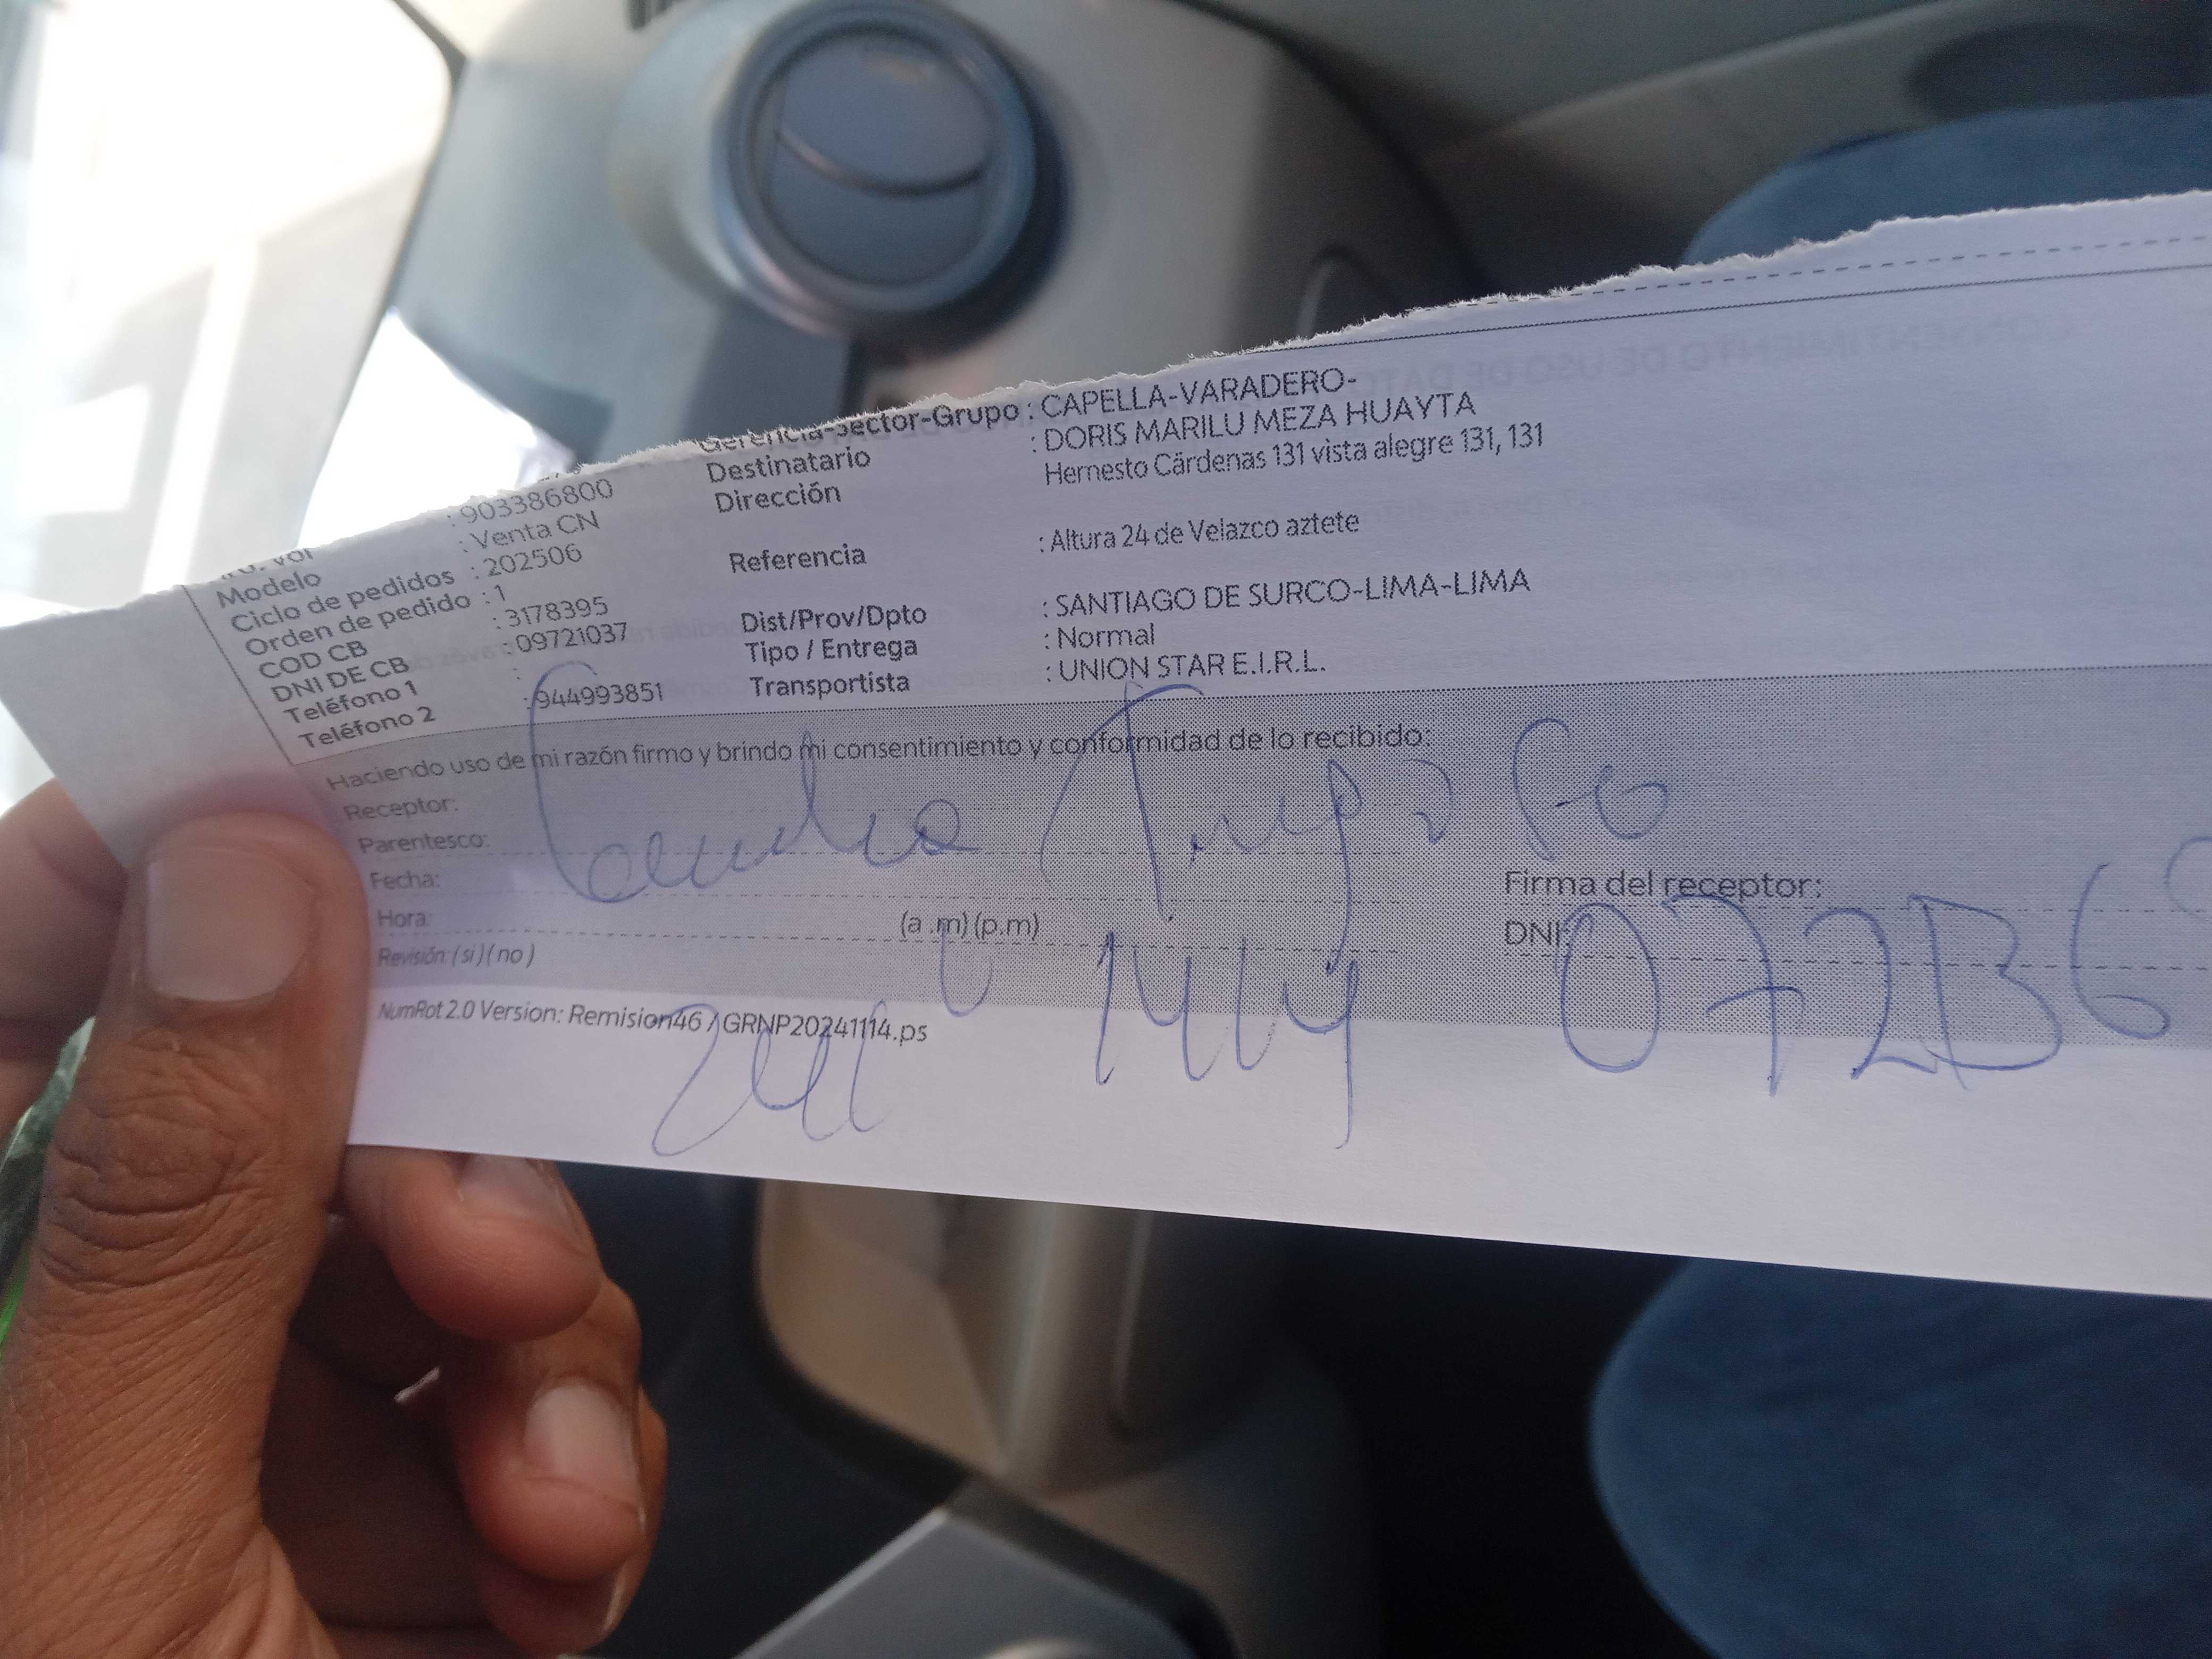 Gerencia-Sector-Grupo : CAPELLA-VARADERO-
Destinatario : DORIS MARILU MEZA HUAYTA
Dirección Hernesto Cärdenas 131 vista alegre 131, 131
Referencia : Altura 24 de Velazco aztete
Dist/Prov/Dpto : SANTIAGO DE SURCO-LIMA-LIMA
Tipo / Entrega : Normal
Transportista : UNION STAR E.I.R.L.
: 903386800
Modelo : Venta CN
Ciclo de pedidos : 202506
Orden de pedido : 1
COD CB : 3178395
DNI DE CB : 09721037
Teléfono 1 :
Teléfono 2 : 944993851
Haciendo uso de mi razón firmo y brindo mi consentimiento y conformidad de lo recibido:
Receptor:
Parentesco:
Fecha:
Hora: (a .m) (p.m)
Revisión: ( si ) ( no )
Firma del receptor:
DNI:
NumRot 2.0 Version: Remision46 / GRNP20241114.ps